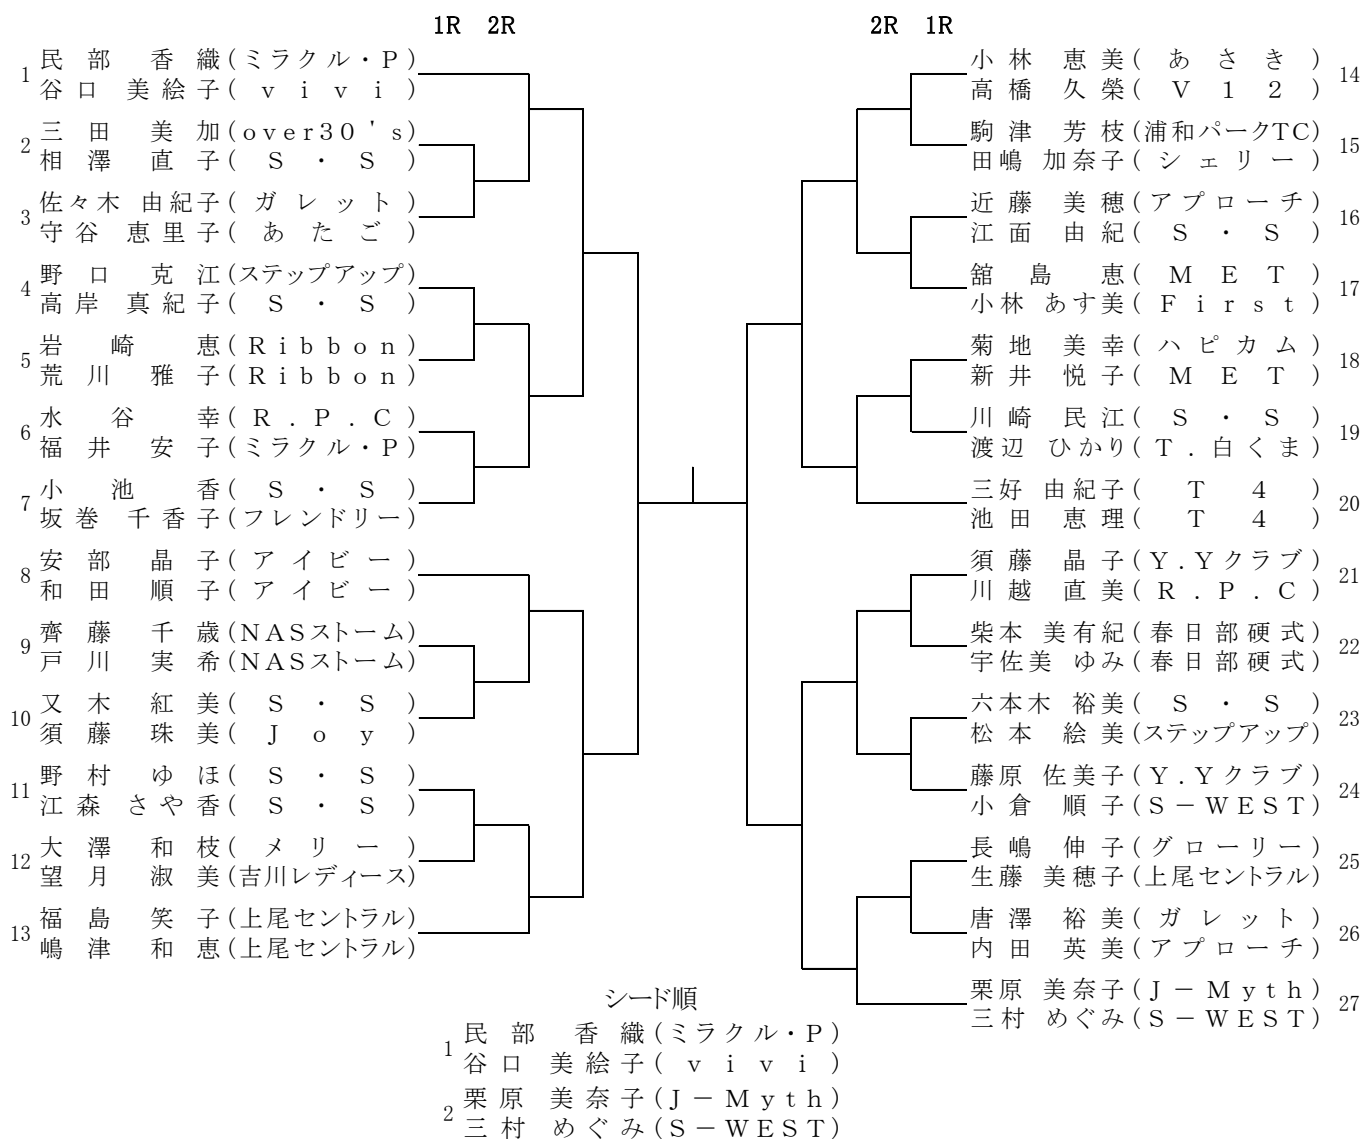 1R 2R
1 民部 香織(ミラクル・P)
谷口 美絵子(vivi)
2 三田 美加(over30's)
相澤 直子(S・S)
3 佐々木 由紀子(ガレット)
守谷 恵里子(あたご)
4 野口 克江(ステップアップ)
高岸 真紀子(S・S)
5 岩崎 恵(Ribbon)
荒川 雅子(Ribbon)
6 水谷 幸(R.P.C)
福井 安子(ミラクル・P)
7 小池 香(S・S)
坂巻 千香子(フレンドリー)
8 安部 晶子(アイビー)
和田 順子(アイビー)
9 齊藤 千歳(NASストーム)
戸川 実希(NASストーム)
10 又木 紅美(S・S)
須藤 珠美(Joy)
11 野村 ゆほ(S・S)
江森 さや香(S・S)
12 大澤 和枝(メリー)
望月 淑美(吉川レディース)
13 福島 笑子(上尾セントラル)
嶋津 和恵(上尾セントラル)
2R 1R
小林 恵美(あさき) 14
高橋 久榮(V12)
駒津 芳枝(浦和パークTC) 15
田嶋 加奈子(シェリー)
近藤 美穂(アプローチ) 16
江面 由紀(S・S)
舘島 恵(MET) 17
小林 あす美(First)
菊地 美幸(ハピカム) 18
新井 悦子(MET)
川崎 民江(S・S) 19
渡辺 ひかり(T.白くま)
三好 由紀子(T4) 20
池田 恵理(T4)
須藤 晶子(Y.Yクラブ) 21
川越 直美(R.P.C)
柴本 美有紀(春日部硬式) 22
宇佐美 ゆみ(春日部硬式)
六本木 裕美(S・S) 23
松本 絵美(ステップアップ)
藤原 佐美子(Y.Yクラブ) 24
小倉 順子(S-WEST)
長嶋 伸子(グローリー) 25
生藤 美穂子(上尾セントラル)
唐澤 裕美(ガレット) 26
内田 英美(アプローチ)
栗原 美奈子(J-Myth) 27
三村 めぐみ(S-WEST)
シード順
1 民部 香織(ミラクル・P)
谷口 美絵子(vivi)
2 栗原 美奈子(J-Myth)
三村 めぐみ(S-WEST)